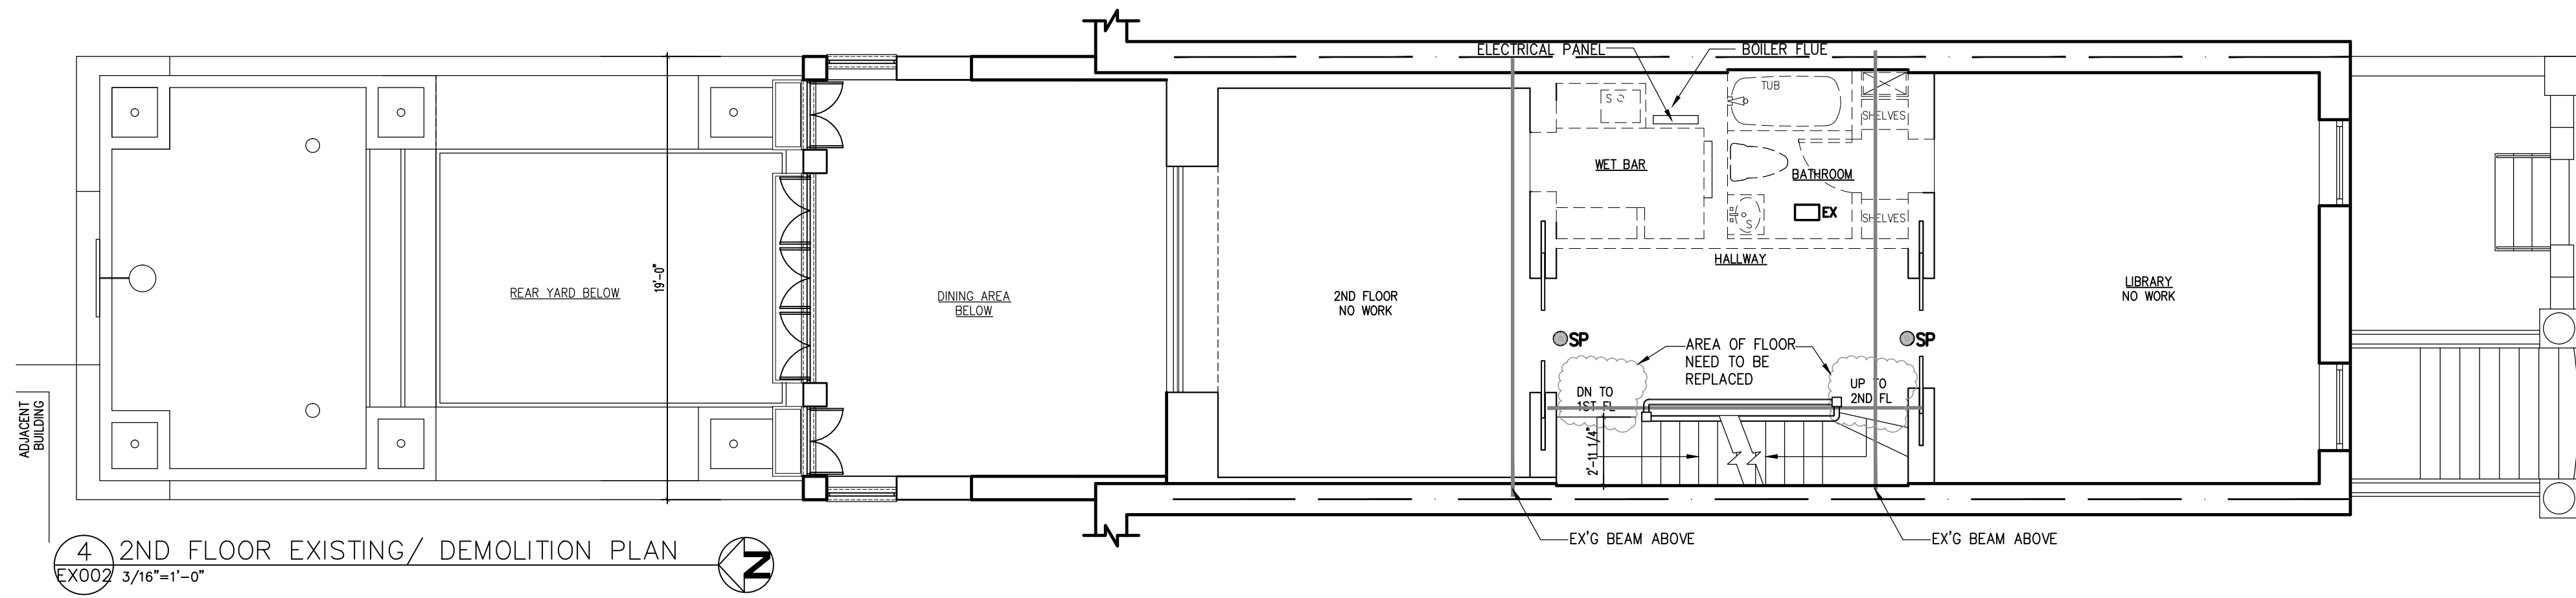 ELECTRICAL PANEL
BOILER FLUE
TUB
S
SHELVES
WET BAR
BATHROOM
EX
S
SHELVES
HALLWAY
REAR YARD BELOW
19'-0"
DINING AREA
BELOW
2ND FLOOR
NO WORK
LIBRARY
NO WORK
SP
SP
AREA OF FLOOR
NEED TO BE
REPLACED
DN TO
1ST FL
UP TO
2ND FL
2'-11 1/4"
ADJACENT
BUILDING
EX'G BEAM ABOVE
EX'G BEAM ABOVE
4
EX002
2ND FLOOR EXISTING/ DEMOLITION PLAN
3/16"=1'-0"
N